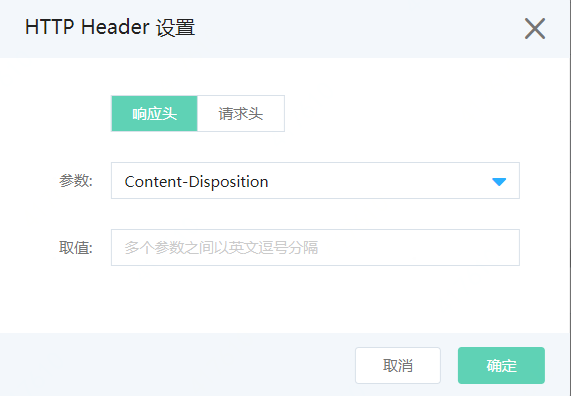 HTTP Header 设置
响应头 请求头
参数: Content-Disposition
取值: 多个参数之间以英文逗号分隔
取消 确定